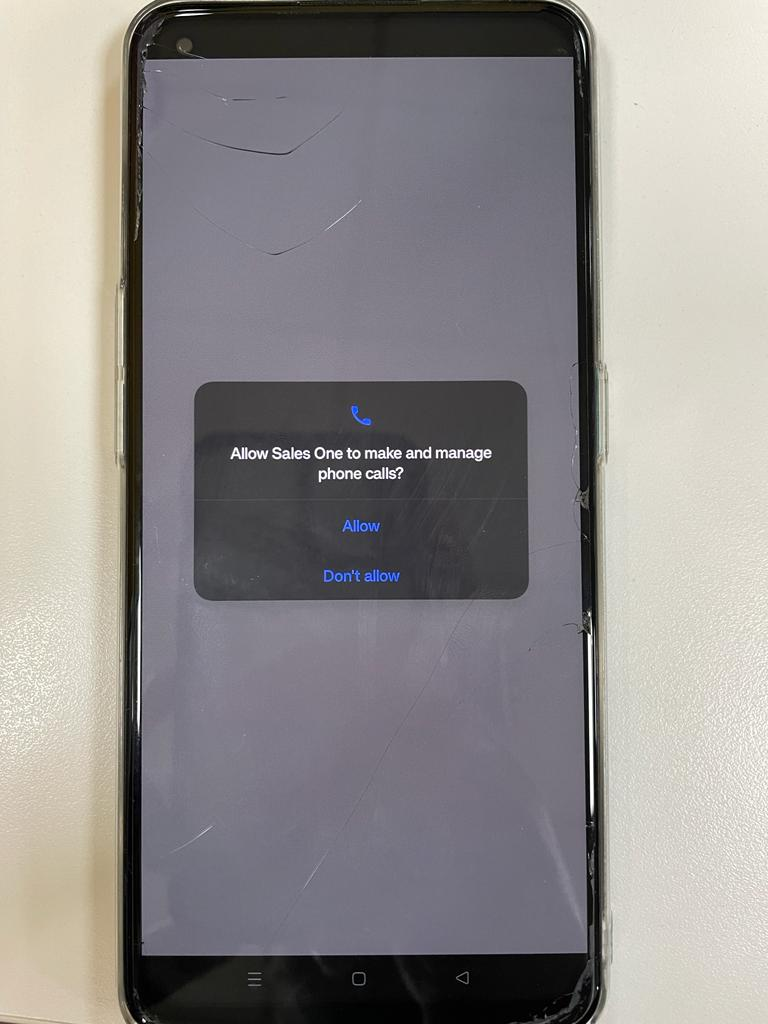 Allow Sales One to make and manage
phone calls?
Allow
Don't allow